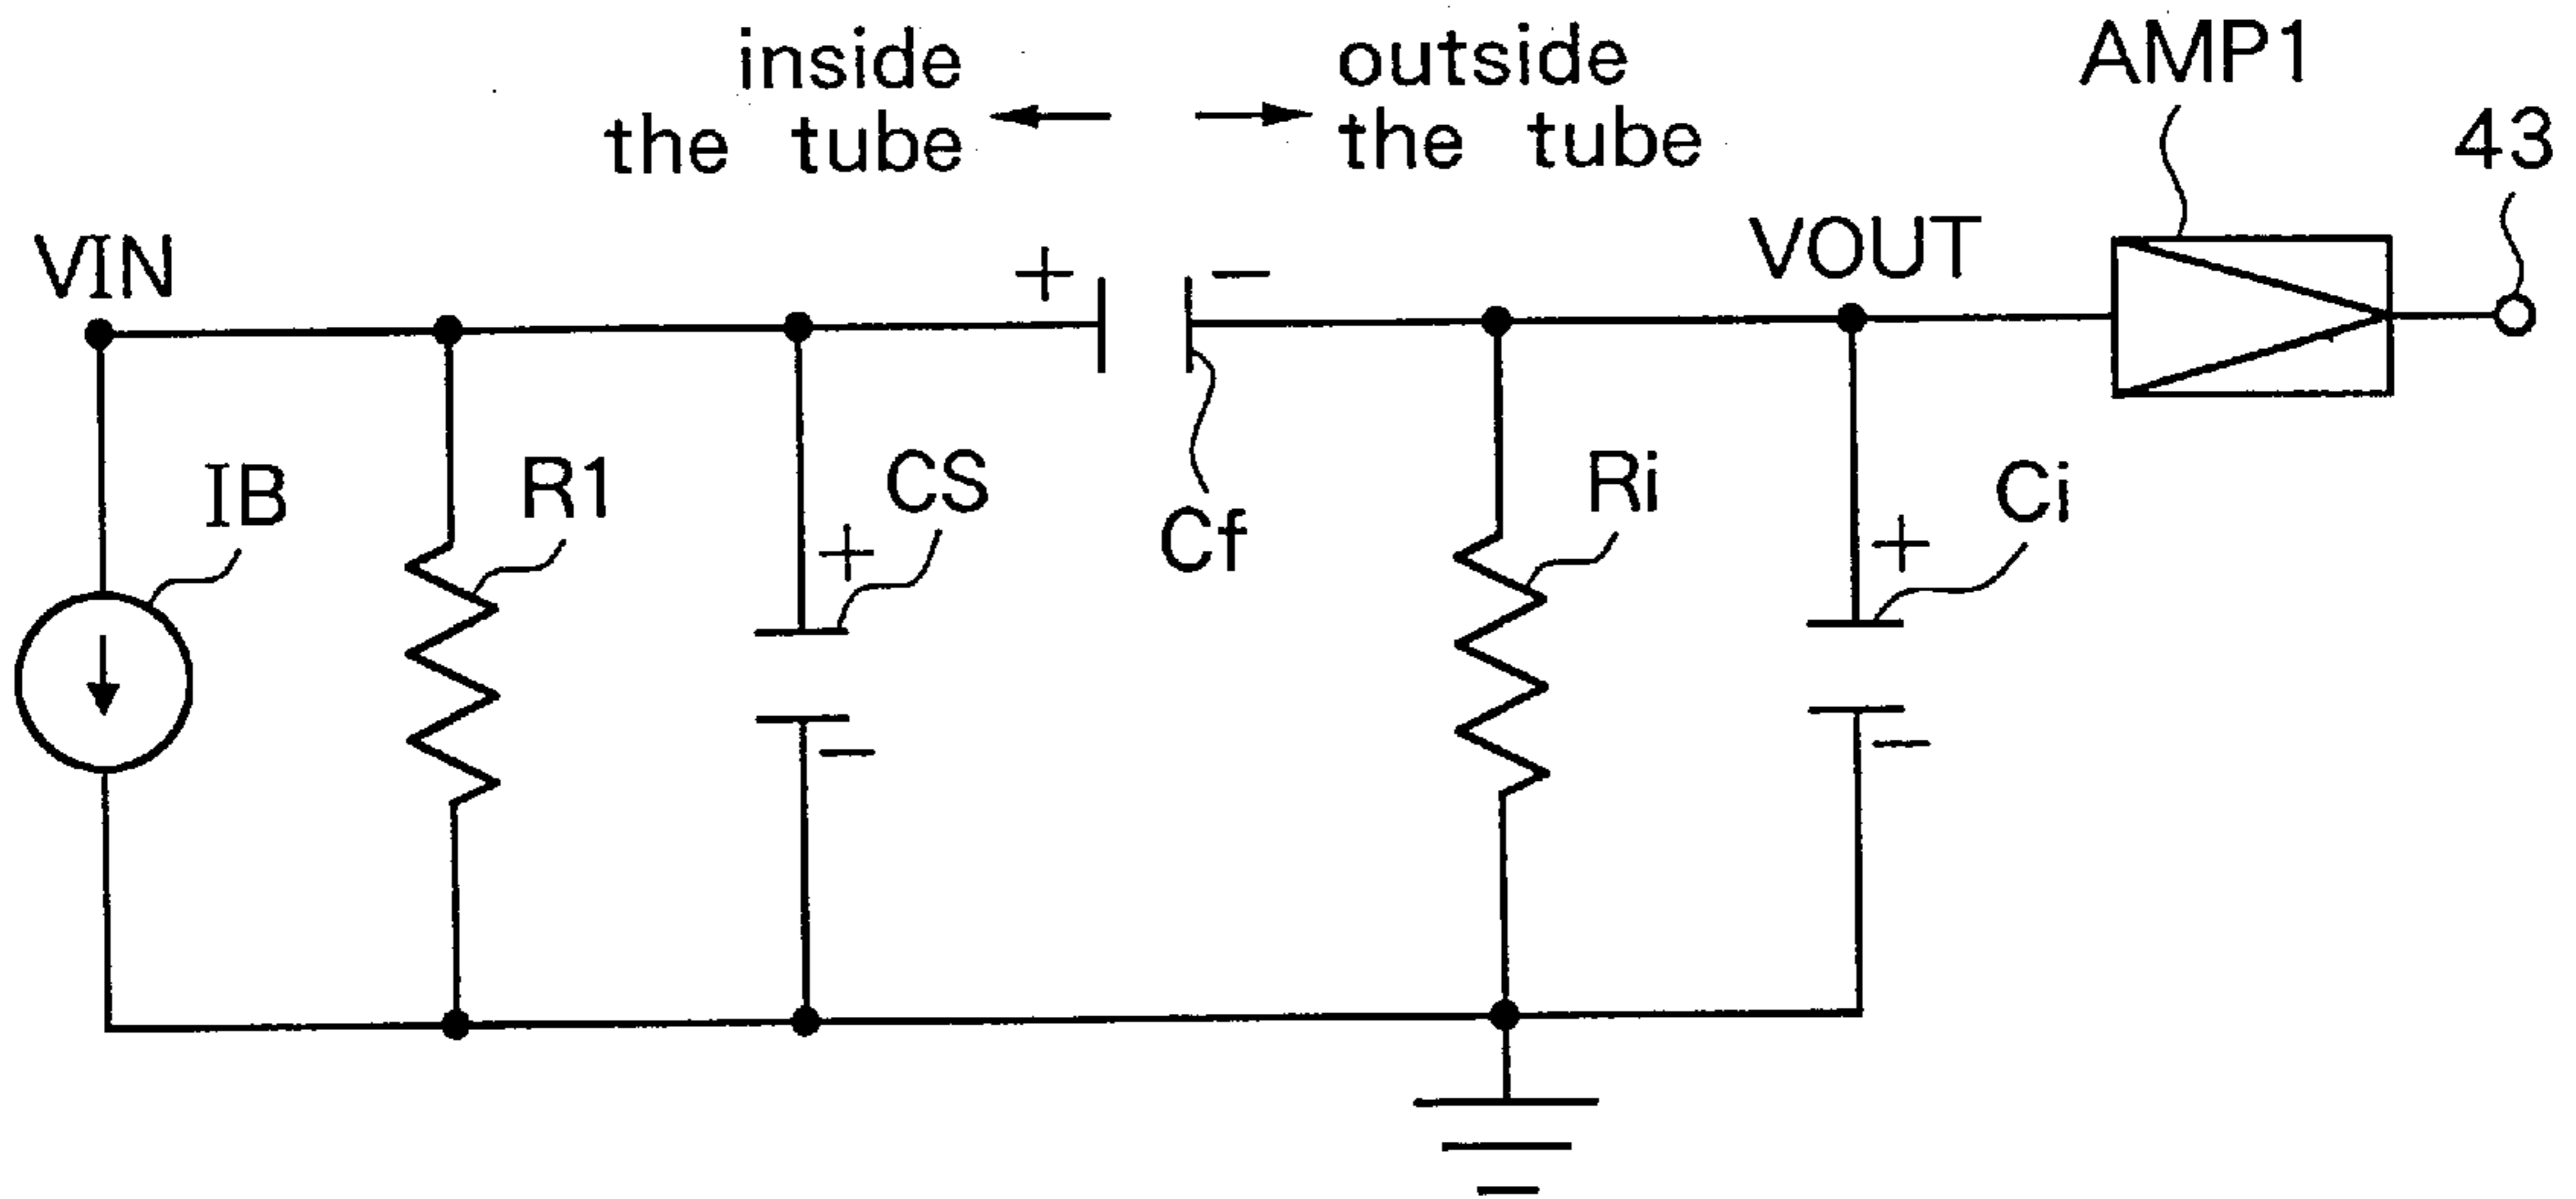 inside
the tube
outside
the tube
AMP1
43
VIN
VOUT
+ −
IB
R1
CS
+
−
Cf
Ri
Ci
+
−